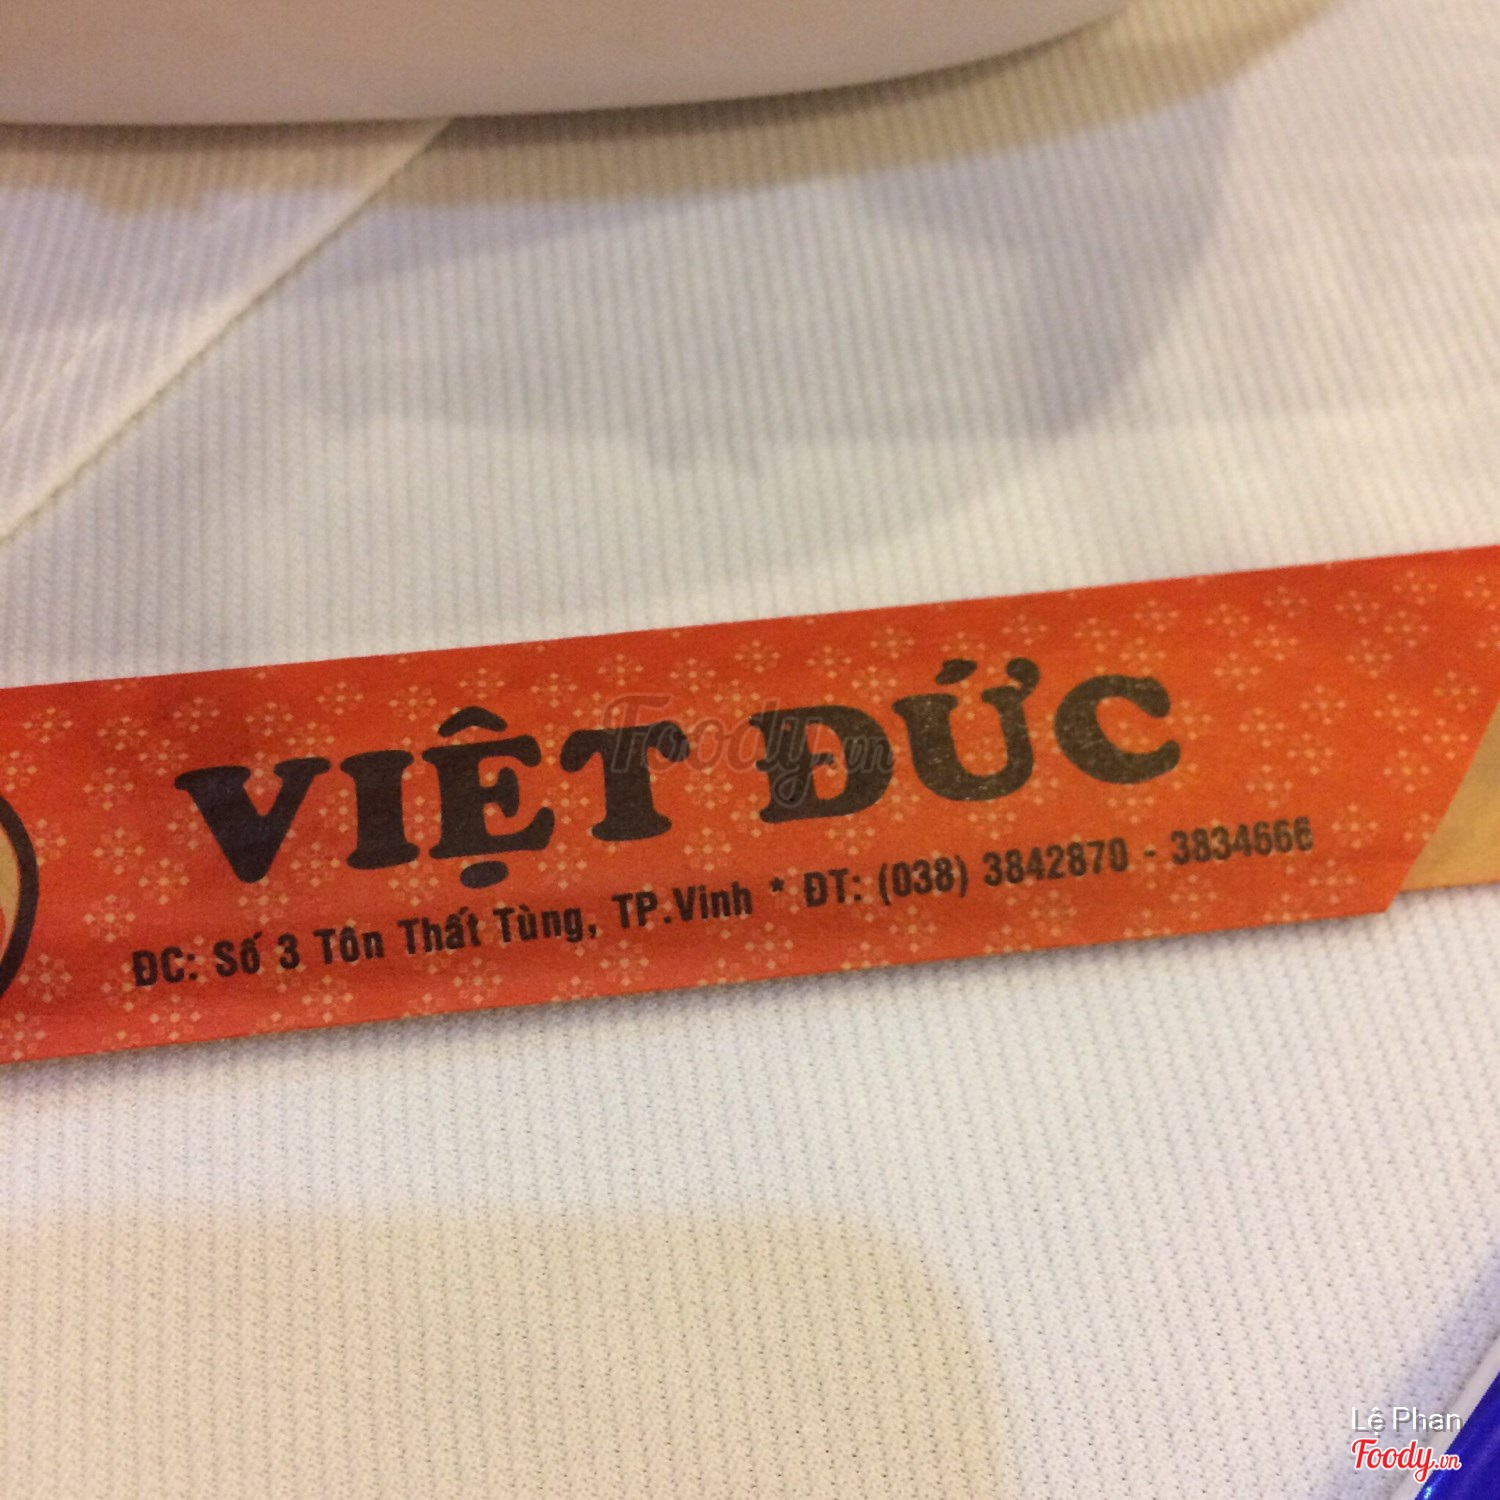 VIỆT ĐỨC
ĐC: Số 3 Tôn Thất Tùng, TP.Vinh * ĐT: (038) 3842870 - 3834666
Foody.vn
Lệ Phan
Foody.vn